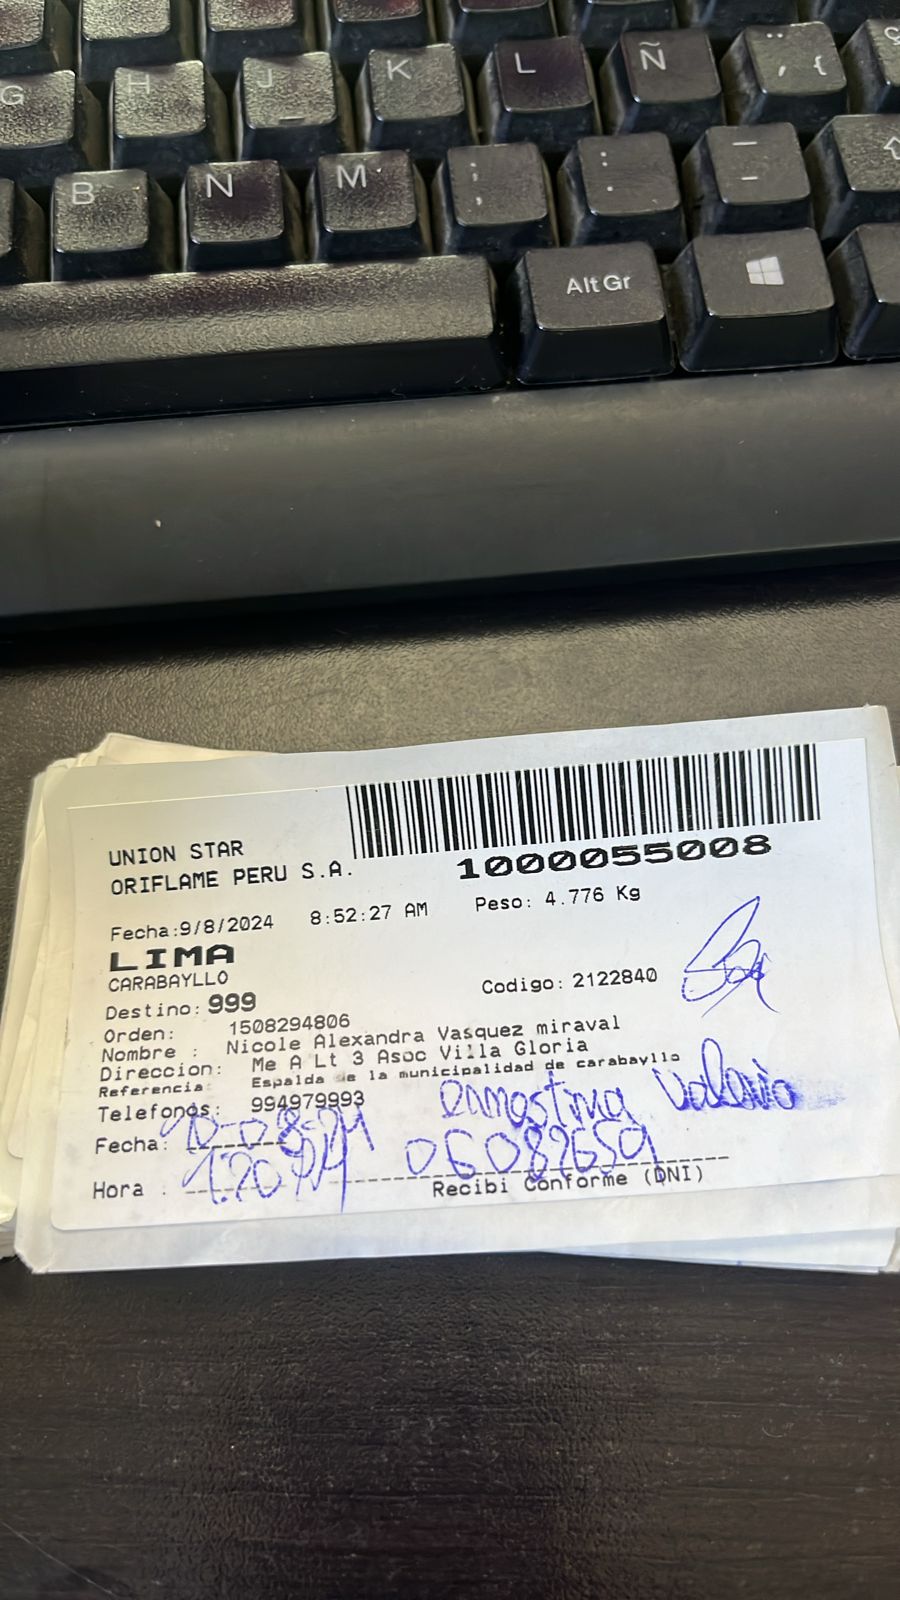 G H J K L Ñ ¨ ´ { Ç
B N M ; , : . — -
Alt Gr
1000055008
UNION STAR
ORIFLAME PERU S.A.
Fecha:9/8/2024 8:52:27 AM Peso: 4.776 Kg
LIMA
CARABAYLLO
Codigo: 2122840
Destino: 999
Orden: 1508294806
Nombre : Nicole Alexandra Vasquez miraval
Direccion: Me A Lt 3 Asoc Villa Gloria
Referencia: Espalda de la municipalidad de carabayllo
Telefonos: 994979993
Fecha: 10-08-24
06082659
Hora : 1:20 PM
Recibi Conforme (DNI)